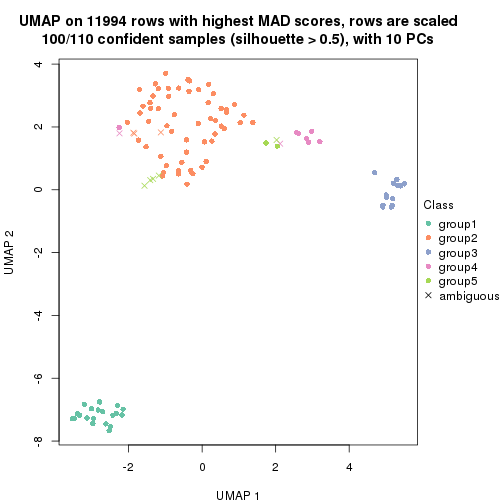 UMAP on 11994 rows with highest MAD scores, rows are scaled
100/110 confident samples (silhouette > 0.5), with 10 PCs
4
2
0
-2
-4
-6
-8
UMAP 2
-2
0
2
4
UMAP 1
Class
group1
group2
group3
group4
group5
ambiguous